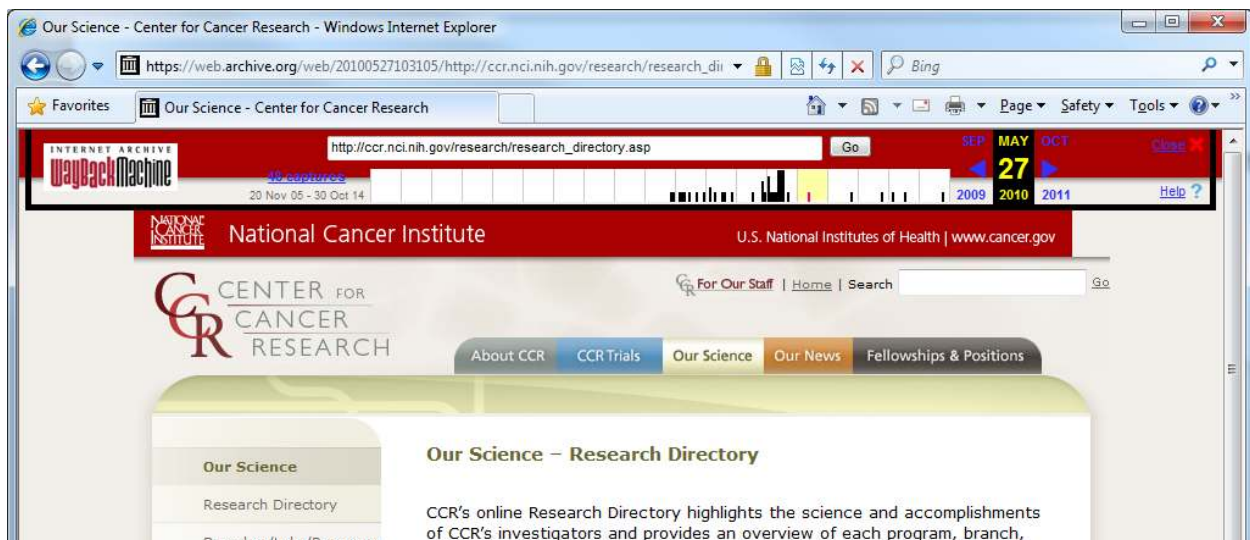 Our Science - Center for Cancer Research - Windows Internet Explorer
https://web.archive.org/web/20100527103105/http://ccr.nci.nih.gov/research/research_di
Bing
Favorites
Our Science - Center for Cancer Research
Page
Safety
Tools
INTERNET ARCHIVE
WayBackMachine
http://ccr.nci.nih.gov/research/research_directory.asp
Go
SEP MAY OCT
Close
captures
27
20 Nov 05 - 30 Oct 14
2009 2010 2011
Help ?
NATIONAL CANCER INSTITUTE
National Cancer Institute
U.S. National Institutes of Health | www.cancer.gov
CCR
CENTER FOR
CANCER
RESEARCH
CCR For Our Staff | Home | Search
Go
About CCR
CCR Trials
Our Science
Our News
Fellowships & Positions
Our Science
Research Directory
Our Science – Research Directory
CCR's online Research Directory highlights the science and accomplishments
of CCR's investigators and provides an overview of each program, branch,